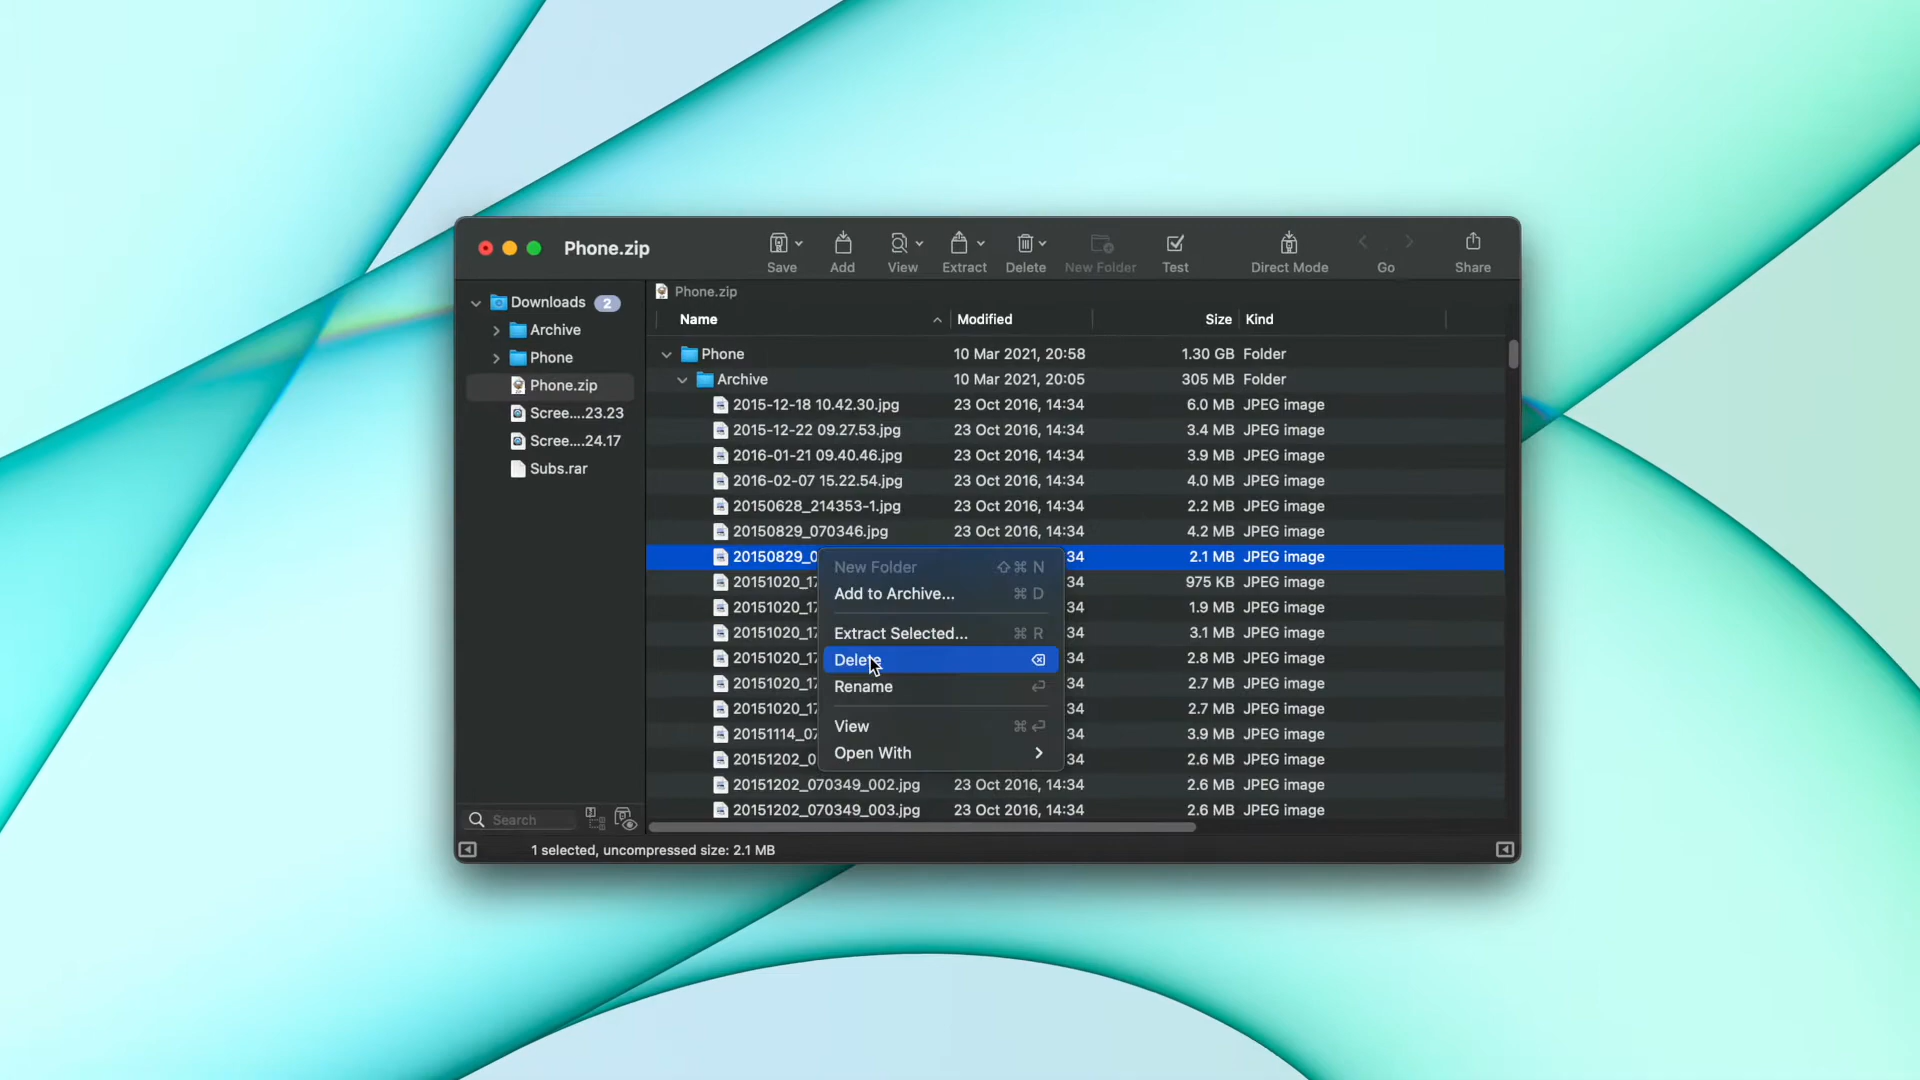 Phone.zip
Save
Add
View
Extract
Delete
New Folder
Test
Direct Mode
Go
Share
Downloads 2
Archive
Phone
Phone.zip
Scree....23.23
Scree....24.17
Subs.rar
Search
Phone.zip
Name Modified Size Kind
Phone 10 Mar 2021, 20:58 1.30 GB Folder
Archive 10 Mar 2021, 20:05 305 MB Folder
2015-12-18 10.42.30.jpg 23 Oct 2016, 14:34 6.0 MB JPEG image
2015-12-22 09.27.53.jpg 23 Oct 2016, 14:34 3.4 MB JPEG image
2016-01-21 09.40.46.jpg 23 Oct 2016, 14:34 3.9 MB JPEG image
2016-02-07 15.22.54.jpg 23 Oct 2016, 14:34 4.0 MB JPEG image
20150628_214353-1.jpg 23 Oct 2016, 14:34 2.2 MB JPEG image
20150829_070346.jpg 23 Oct 2016, 14:34 4.2 MB JPEG image
20150829_0 34 2.1 MB JPEG image
20151020_17 34 975 KB JPEG image
20151020_17 34 1.9 MB JPEG image
20151020_17 34 3.1 MB JPEG image
20151020_17 34 2.8 MB JPEG image
20151020_17 34 2.7 MB JPEG image
20151020_17 34 2.7 MB JPEG image
20151114_07 34 3.9 MB JPEG image
20151202_0 34 2.6 MB JPEG image
20151202_070349_002.jpg 23 Oct 2016, 14:34 2.6 MB JPEG image
20151202_070349_003.jpg 23 Oct 2016, 14:34 2.6 MB JPEG image
New Folder ⇧⌘ N
Add to Archive... ⌘ D
Extract Selected... ⌘ R
Delete ⌫
Rename ↩
View ⌘ ↩
Open With
1 selected, uncompressed size: 2.1 MB